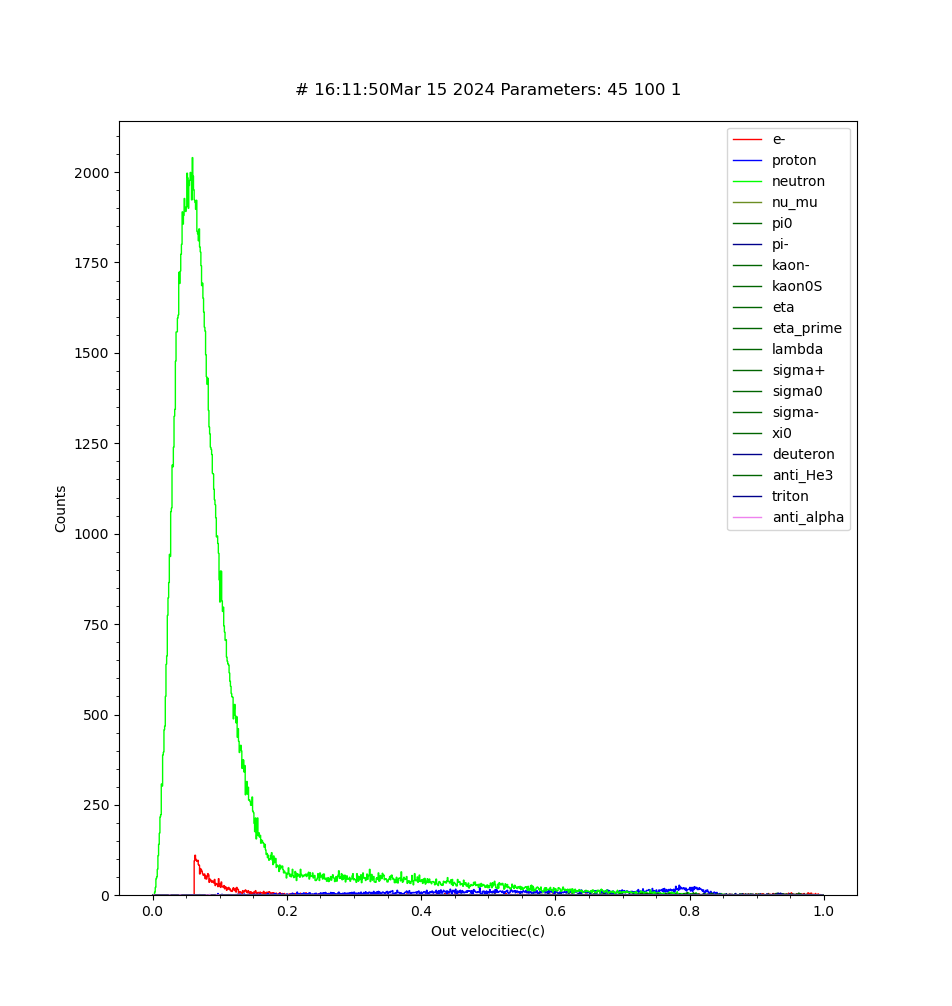 # 16:11:50Mar 15 2024 Parameters: 45 100 1
e-
proton
neutron
nu_mu
pi0
pi-
kaon-
kaon0S
eta
eta_prime
lambda
sigma+
sigma0
sigma-
xi0
deuteron
anti_He3
triton
anti_alpha
2000
1750
1500
1250
1000
750
500
250
0
Counts
0.0 0.2 0.4 0.6 0.8 1.0
Out velocitiec(c)